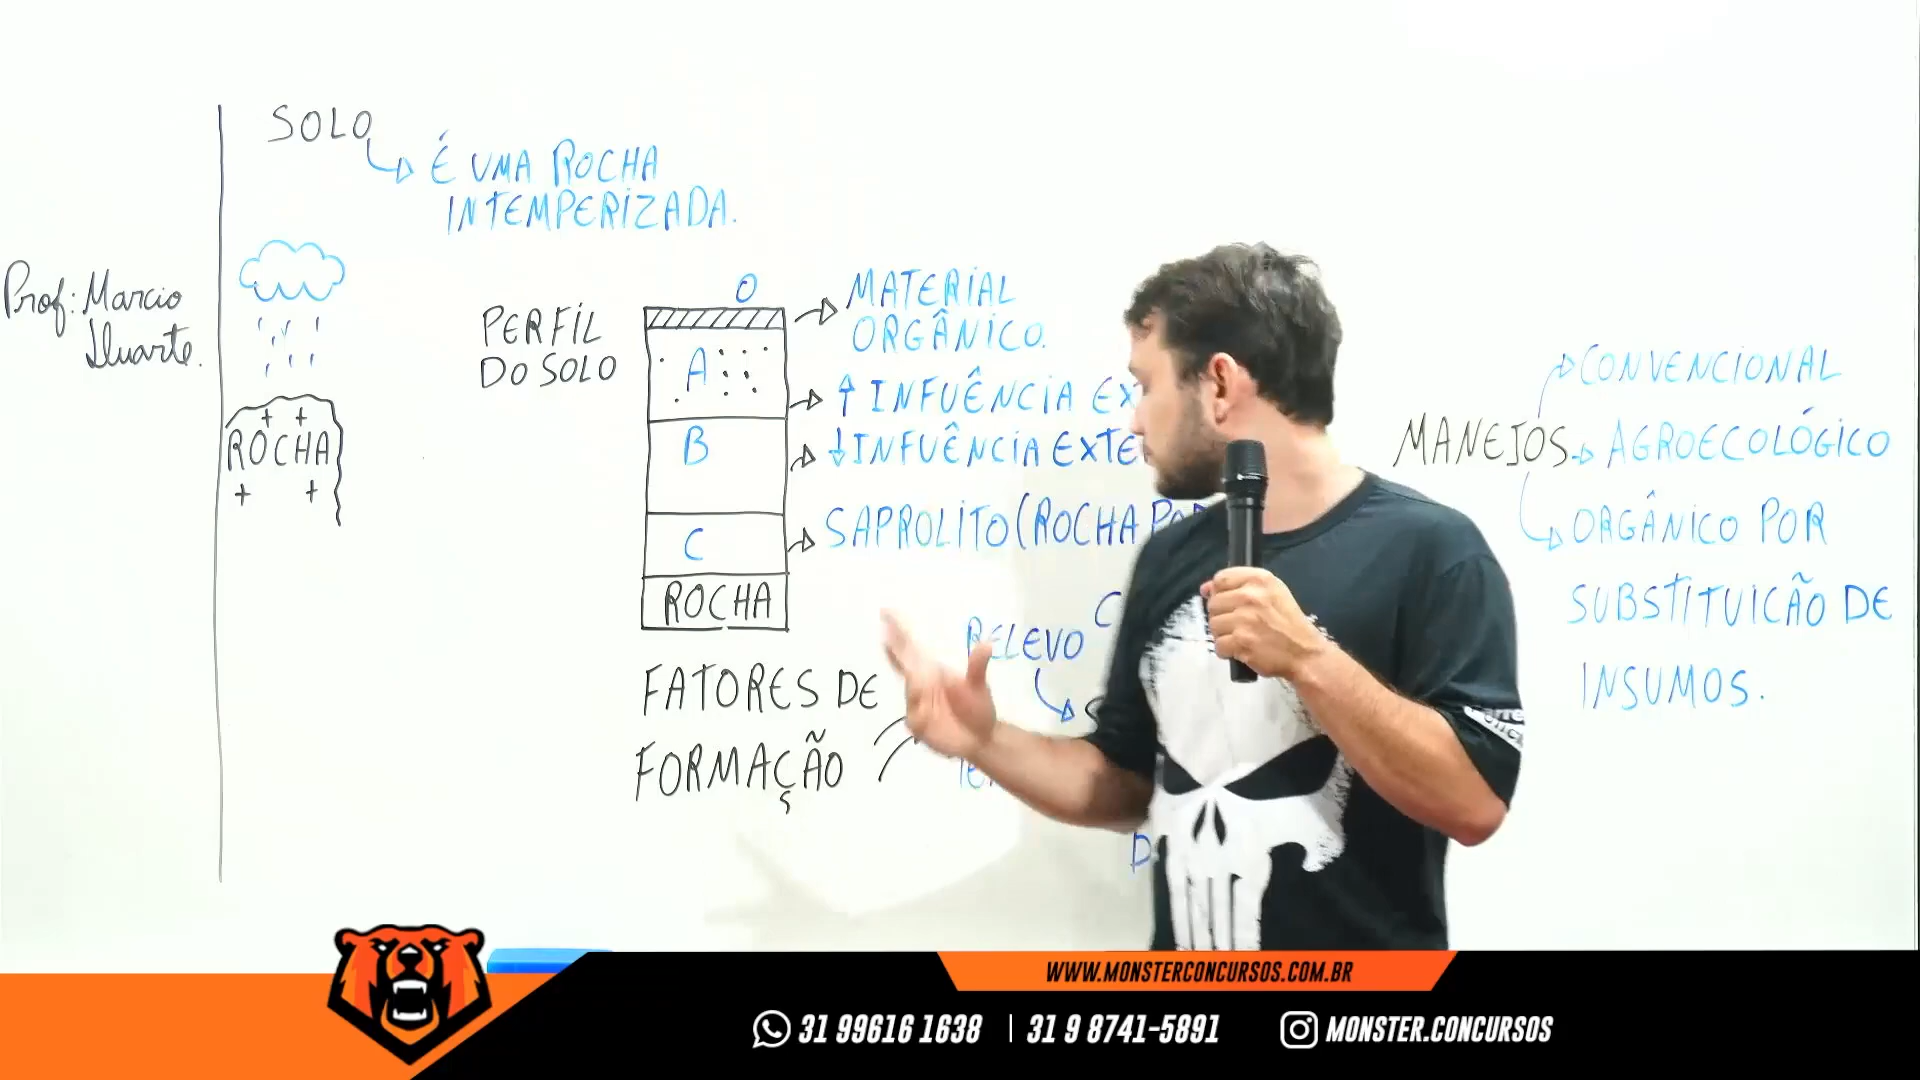 SOLO
É UMA ROCHA
INTEMPERIZADA.
Prof: Marcio
Duarte.
ROCHA
PERFIL
DO SOLO
O
A
B
C
ROCHA
MATERIAL
ORGÂNICO.
↑ INFUÊNCIA EX
↓ INFUÊNCIA EXTE
SAPROLITO (ROCHA
RELEVO
FATORES DE
FORMAÇÃO
CONVENCIONAL
MANEJOS AGROECOLÓGICO
ORGÂNICO POR
SUBSTITUICÃO DE
INSUMOS.
WWW.MONSTERCONCURSOS.COM.BR
31 99616 1638 | 31 9 8741-5891 MONSTER.CONCURSOS